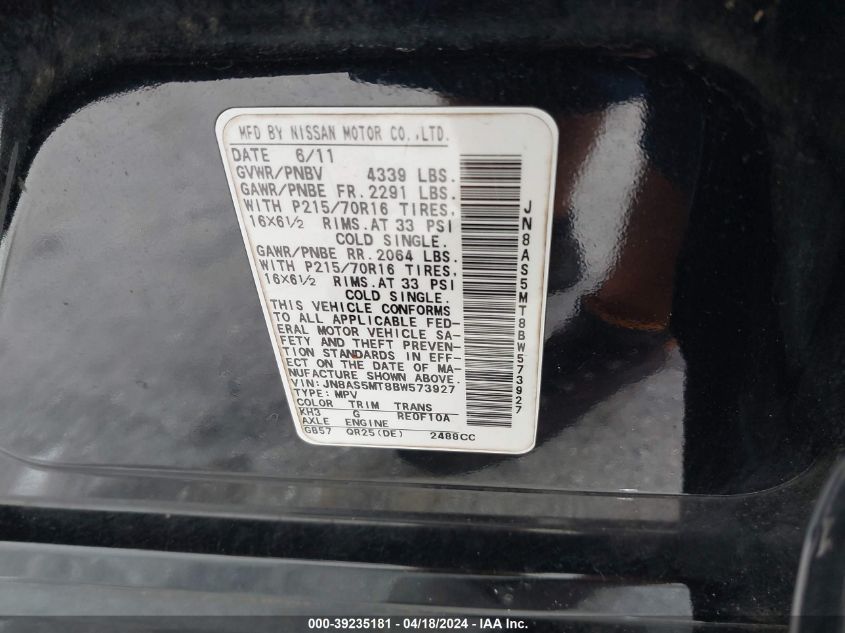 MFD BY NISSAN MOTOR CO.,LTD.
DATE 6/11
GVWR/PNBV 4339 LBS.
GAWR/PNBE FR.2291 LBS.
WITH P215/70R16 TIRES,
16X6½ RIMS.AT 33 PSI
COLD SINGLE.
GAWR/PNBE RR.2064 LBS.
WITH P215/70R16 TIRES,
16X6½ RIMS.AT 33 PSI
COLD SINGLE.
THIS VEHICLE CONFORMS
TO ALL APPLICABLE FED-
ERAL MOTOR VEHICLE SA-
FETY AND THEFT PREVEN-
TION STANDARDS IN EFF-
ECT ON THE DATE OF MA-
NUFACTURE SHOWN ABOVE.
VIN: JN8AS5MT8BW573927
TYPE: MPV
COLOR TRIM TRANS
KH3 G RE0F10A
AXLE ENGINE
GB57 QR25(DE) 2488CC
JN8AS5MT8BW573927
000-39235181 - 04/18/2024 - IAA Inc.